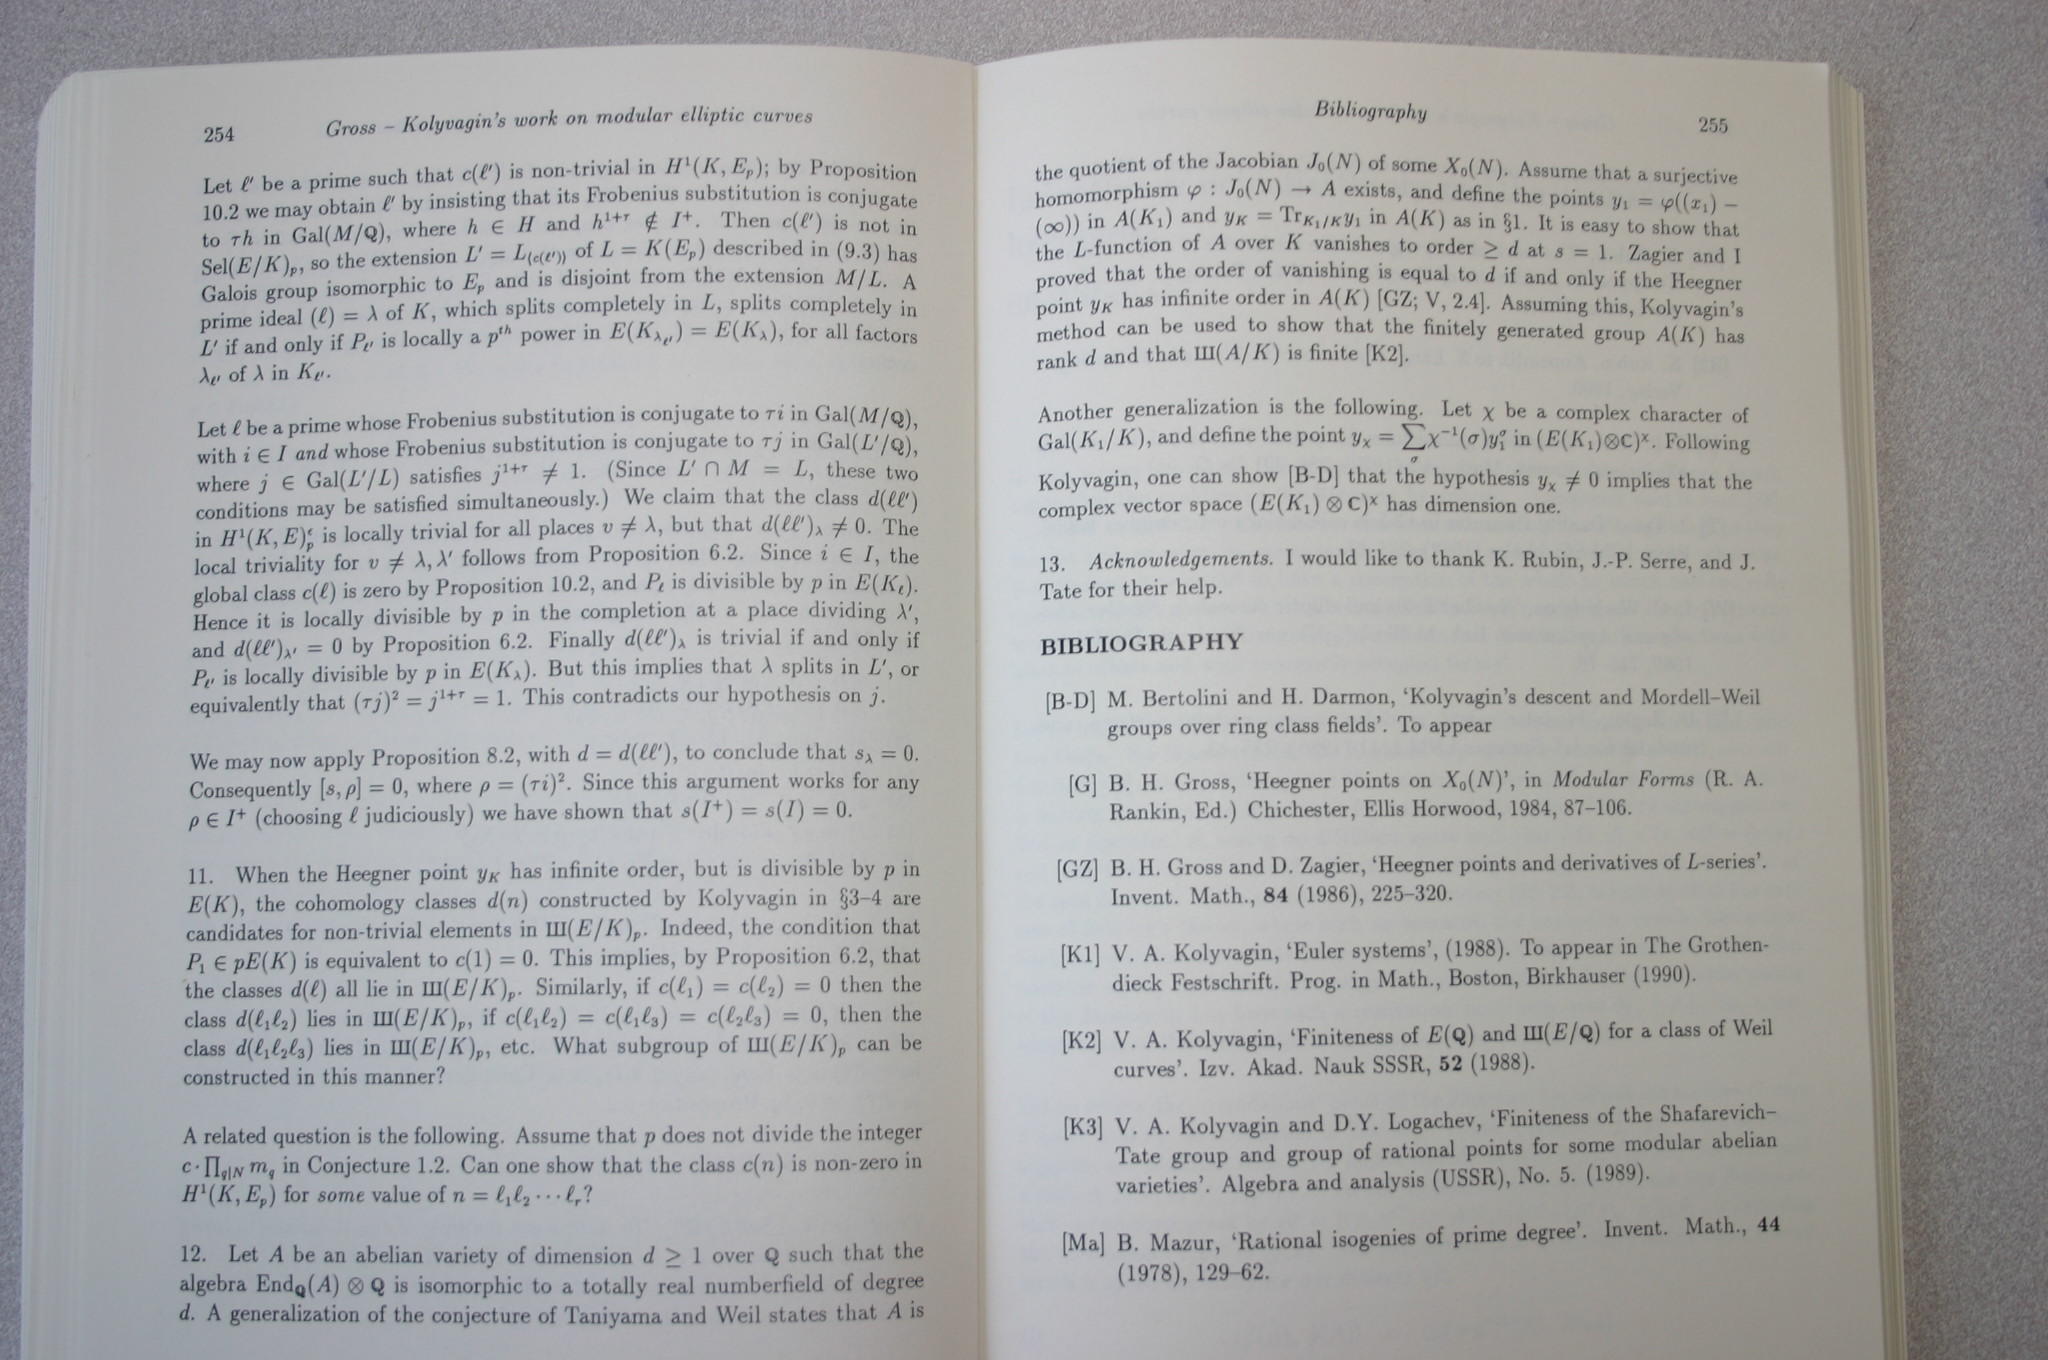 254
Gross – Kolyvagin's work on modular elliptic curves
Let ℓ′ be a prime such that c(ℓ′) is non-trivial in H¹(K, Eₚ); by Proposition
10.2 we may obtain ℓ′ by insisting that its Frobenius substitution is conjugate
to τh in Gal(M/ℚ), where h ∈ H and h¹⁺τ ∉ I⁺. Then c(ℓ′) is not in
Sel(E/K)ₚ, so the extension L′ = L₍c(ℓ′)₎ of L = K(Eₚ) described in (9.3) has
Galois group isomorphic to Eₚ and is disjoint from the extension M/L. A
prime ideal (ℓ) = λ of K, which splits completely in L, splits completely in
L′ if and only if P_ℓ′ is locally a pᵗʰ power in E(K_λℓ′) = E(K_λ), for all factors
λ_ℓ′ of λ in K_ℓ′.
Let ℓ be a prime whose Frobenius substitution is conjugate to τi in Gal(M/ℚ),
with i ∈ I and whose Frobenius substitution is conjugate to τj in Gal(L′/ℚ),
where j ∈ Gal(L′/L) satisfies j¹⁺τ ≠ 1. (Since L′ ∩ M = L, these two
conditions may be satisfied simultaneously.) We claim that the class d(ℓℓ′)
in H¹(K, E)ₚ^ε is locally trivial for all places v ≠ λ, but that d(ℓℓ′)_λ ≠ 0. The
local triviality for v ≠ λ, λ′ follows from Proposition 6.2. Since i ∈ I, the
global class c(ℓ) is zero by Proposition 10.2, and P_ℓ is divisible by p in E(K_ℓ).
Hence it is locally divisible by p in the completion at a place dividing λ′,
and d(ℓℓ′)_λ′ = 0 by Proposition 6.2. Finally d(ℓℓ′)_λ is trivial if and only if
P_ℓ′ is locally divisible by p in E(K_λ). But this implies that λ splits in L′, or
equivalently that (τj)² = j¹⁺τ = 1. This contradicts our hypothesis on j.
We may now apply Proposition 8.2, with d = d(ℓℓ′), to conclude that s_λ = 0.
Consequently [s, ρ] = 0, where ρ = (τi)². Since this argument works for any
ρ ∈ I⁺ (choosing ℓ judiciously) we have shown that s(I⁺) = s(I) = 0.
11. When the Heegner point y_K has infinite order, but is divisible by p in
E(K), the cohomology classes d(n) constructed by Kolyvagin in §3–4 are
candidates for non-trivial elements in Ш(E/K)ₚ. Indeed, the condition that
P₁ ∈ pE(K) is equivalent to c(1) = 0. This implies, by Proposition 6.2, that
the classes d(ℓ) all lie in Ш(E/K)ₚ. Similarly, if c(ℓ₁) = c(ℓ₂) = 0 then the
class d(ℓ₁ℓ₂) lies in Ш(E/K)ₚ, if c(ℓ₁ℓ₂) = c(ℓ₁ℓ₃) = c(ℓ₂ℓ₃) = 0, then the
class d(ℓ₁ℓ₂ℓ₃) lies in Ш(E/K)ₚ, etc. What subgroup of Ш(E/K)ₚ can be
constructed in this manner?
A related question is the following. Assume that p does not divide the integer
c · ∏_q|N m_q in Conjecture 1.2. Can one show that the class c(n) is non-zero in
H¹(K, Eₚ) for some value of n = ℓ₁ℓ₂ ⋯ ℓᵣ?
12. Let A be an abelian variety of dimension d ≥ 1 over ℚ such that the
algebra End_ℚ(A) ⊗ ℚ is isomorphic to a totally real numberfield of degree
d. A generalization of the conjecture of Taniyama and Weil states that A is
Bibliography
255
the quotient of the Jacobian J₀(N) of some X₀(N). Assume that a surjective
homomorphism φ : J₀(N) → A exists, and define the points y₁ = φ((x₁) –
(∞)) in A(K₁) and y_K = Tr_K₁/K y₁ in A(K) as in §1. It is easy to show that
the L-function of A over K vanishes to order ≥ d at s = 1. Zagier and I
proved that the order of vanishing is equal to d if and only if the Heegner
point y_K has infinite order in A(K) [GZ; V, 2.4]. Assuming this, Kolyvagin's
method can be used to show that the finitely generated group A(K) has
rank d and that Ш(A/K) is finite [K2].
Another generalization is the following. Let χ be a complex character of
Gal(K₁/K), and define the point y_χ = ∑_σ χ⁻¹(σ)y₁^σ in (E(K₁)⊗ℂ)^χ. Following
Kolyvagin, one can show [B-D] that the hypothesis y_χ ≠ 0 implies that the
complex vector space (E(K₁) ⊗ ℂ)^χ has dimension one.
13. Acknowledgements. I would like to thank K. Rubin, J.-P. Serre, and J.
Tate for their help.
BIBLIOGRAPHY
[B-D] M. Bertolini and H. Darmon, 'Kolyvagin's descent and Mordell–Weil
groups over ring class fields'. To appear
[G] B. H. Gross, 'Heegner points on X₀(N)', in Modular Forms (R. A.
Rankin, Ed.) Chichester, Ellis Horwood, 1984, 87–106.
[GZ] B. H. Gross and D. Zagier, 'Heegner points and derivatives of L-series'.
Invent. Math., 84 (1986), 225–320.
[K1] V. A. Kolyvagin, 'Euler systems', (1988). To appear in The Grothen-
dieck Festschrift. Prog. in Math., Boston, Birkhauser (1990).
[K2] V. A. Kolyvagin, 'Finiteness of E(ℚ) and Ш(E/ℚ) for a class of Weil
curves'. Izv. Akad. Nauk SSSR, 52 (1988).
[K3] V. A. Kolyvagin and D.Y. Logachev, 'Finiteness of the Shafarevich–
Tate group and group of rational points for some modular abelian
varieties'. Algebra and analysis (USSR), No. 5. (1989).
[Ma] B. Mazur, 'Rational isogenies of prime degree'. Invent. Math., 44
(1978), 129–62.